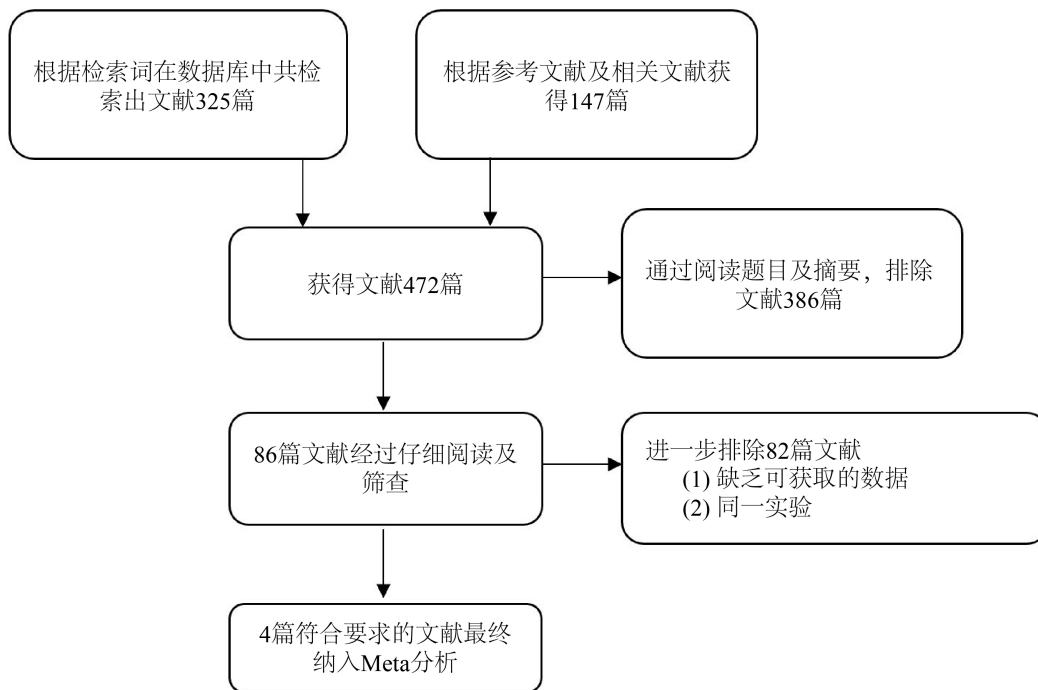 根据检索词在数据库中共检
索出文献325篇
根据参考文献及相关文献获
得147篇
获得文献472篇
通过阅读题目及摘要，排除
文献386篇
86篇文献经过仔细阅读及
筛查
进一步排除82篇文献
(1) 缺乏可获取的数据
(2) 同一实验
4篇符合要求的文献最终
纳入Meta分析